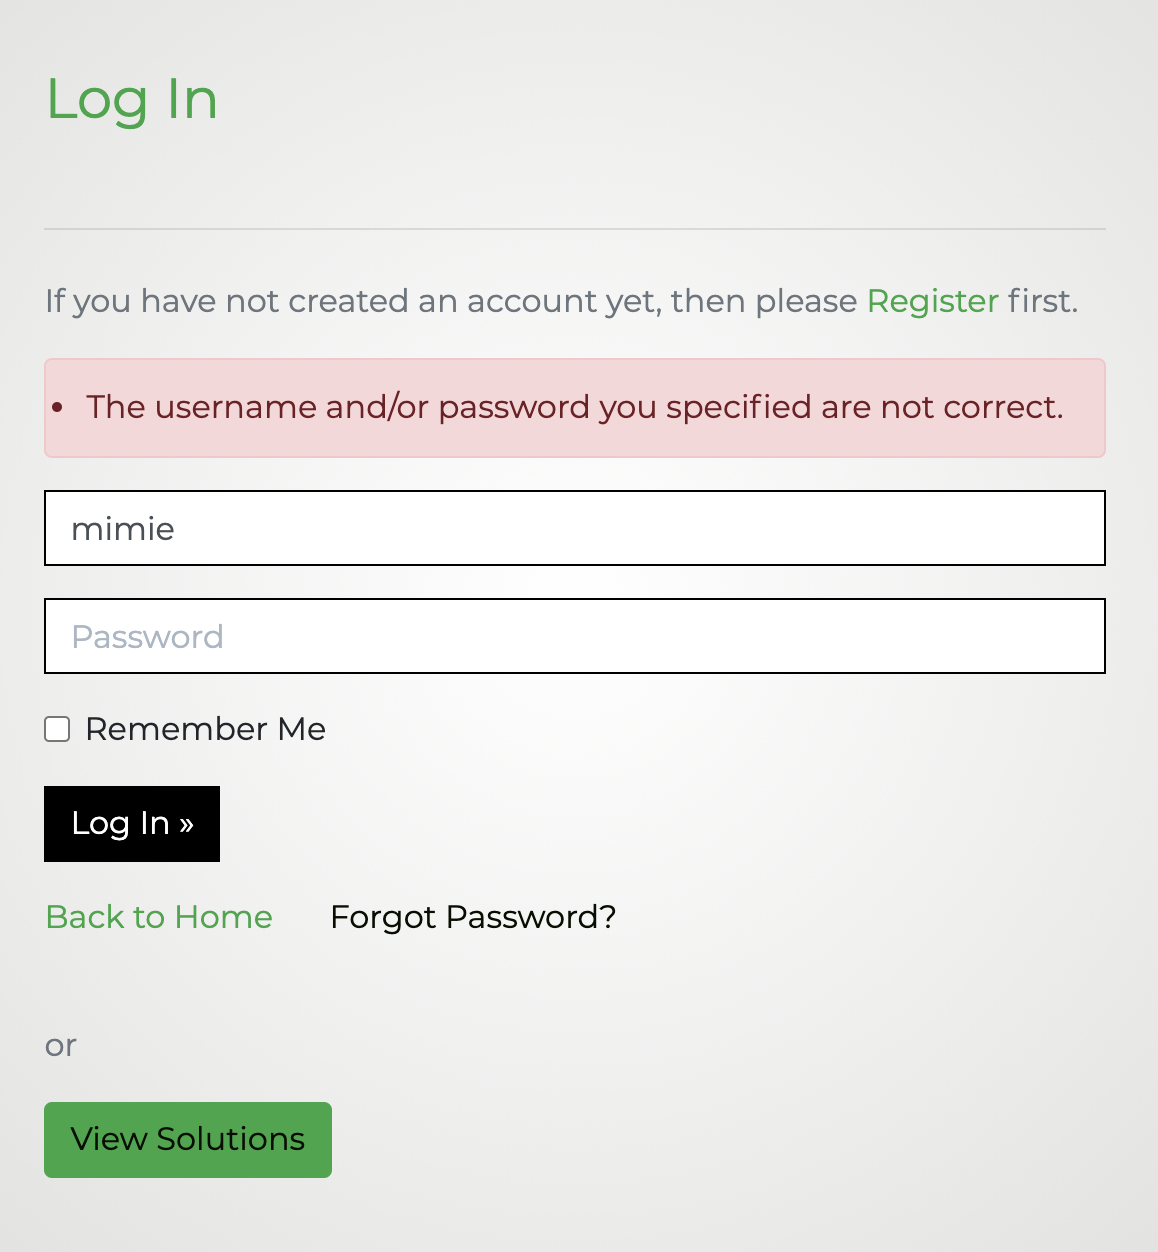 Log In
If you have not created an account yet, then please Register first.
• The username and/or password you specified are not correct.
mimie
Password
Remember Me
Log In »
Back to Home Forgot Password?
or
View Solutions